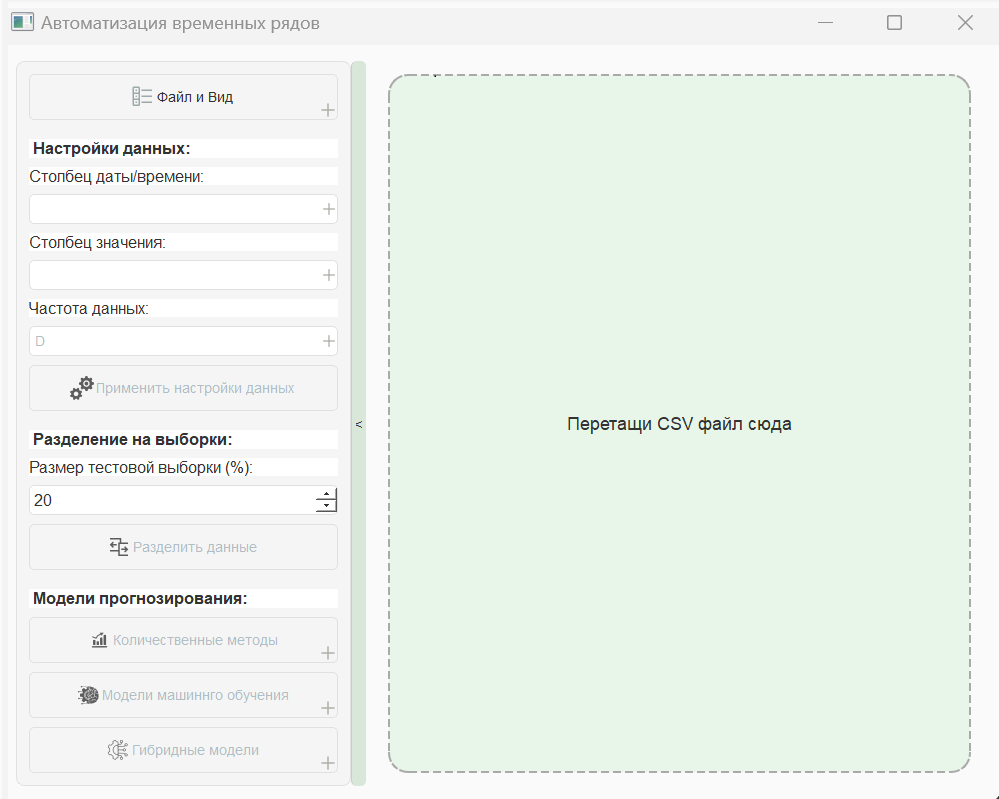 Автоматизация временных рядов
Файл и Вид
Настройки данных:
Столбец даты/времени:
Столбец значения:
Частота данных:
D
Применить настройки данных
<
Разделение на выборки:
Размер тестовой выборки (%):
20
Разделить данные
Модели прогнозирования:
Количественные методы
Модели машиннго обучения
Гибридные модели
Перетащи CSV файл сюда